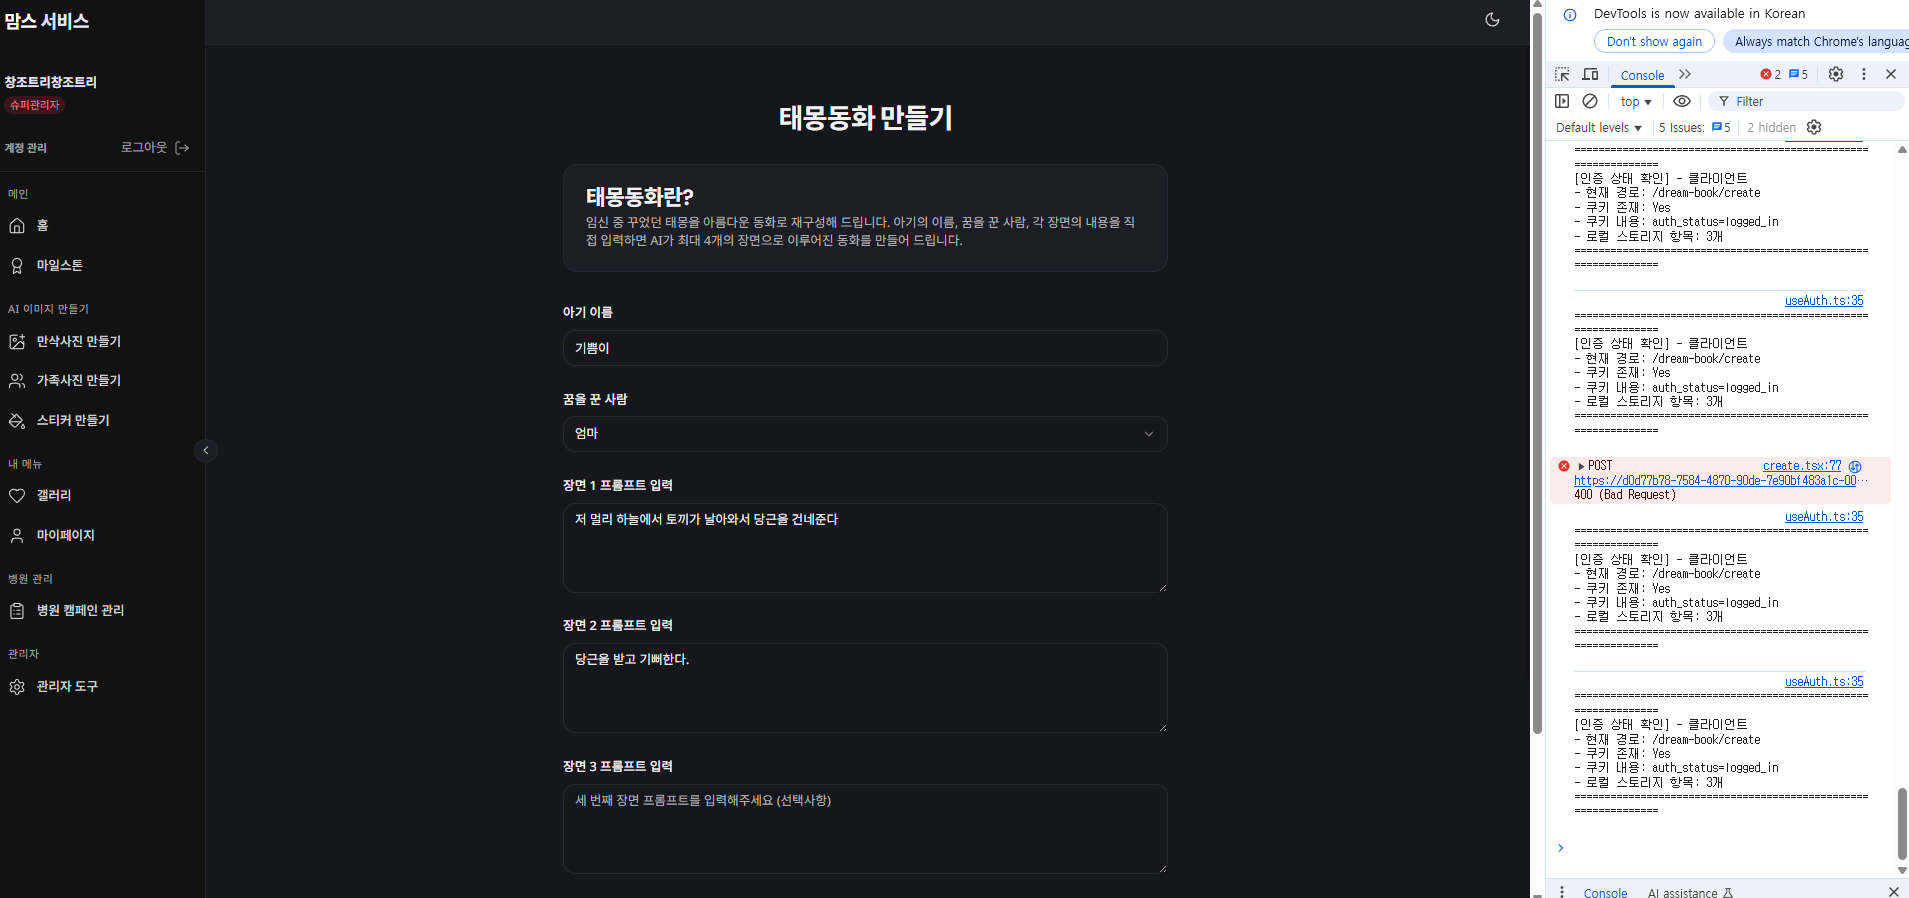 맘스 서비스
창조트리창조트리
슈퍼관리자
계정 관리
로그아웃
메인
홈
마일스톤
AI 이미지 만들기
만삭사진 만들기
가족사진 만들기
스티커 만들기
내 메뉴
갤러리
마이페이지
병원 관리
병원 캠페인 관리
관리자
관리자 도구
태몽동화 만들기
태몽동화란?
임신 중 꾸었던 태몽을 아름다운 동화로 재구성해 드립니다. 아기의 이름, 꿈을 꾼 사람, 각 장면의 내용을 직
접 입력하면 AI가 최대 4개의 장면으로 이루어진 동화를 만들어 드립니다.
아기 이름
기쁨이
꿈을 꾼 사람
엄마
장면 1 프롬프트 입력
저 멀리 하늘에서 토끼가 날아와서 당근을 건네준다
장면 2 프롬프트 입력
당근을 받고 기뻐한다.
장면 3 프롬프트 입력
세 번째 장면 프롬프트를 입력해주세요 (선택사항)
DevTools is now available in Korean
Don't show again
Always match Chrome's languag
Console
2
5
top
Filter
Default levels
5 Issues:
5
2 hidden
==================================================
==============
[인증 상태 확인] - 클라이언트
- 현재 경로: /dream-book/create
- 쿠키 존재: Yes
- 쿠키 내용: auth_status=logged_in
- 로컬 스토리지 항목: 3개
==================================================
==============
useAuth.ts:35
==================================================
==============
[인증 상태 확인] - 클라이언트
- 현재 경로: /dream-book/create
- 쿠키 존재: Yes
- 쿠키 내용: auth_status=logged_in
- 로컬 스토리지 항목: 3개
==================================================
==============
POST
create.tsx:77
https://d0d77b78-7584-4870-90de-7e90bf483a1c-00…
400 (Bad Request)
useAuth.ts:35
==================================================
==============
[인증 상태 확인] - 클라이언트
- 현재 경로: /dream-book/create
- 쿠키 존재: Yes
- 쿠키 내용: auth_status=logged_in
- 로컬 스토리지 항목: 3개
==================================================
==============
useAuth.ts:35
==================================================
==============
[인증 상태 확인] - 클라이언트
- 현재 경로: /dream-book/create
- 쿠키 존재: Yes
- 쿠키 내용: auth_status=logged_in
- 로컬 스토리지 항목: 3개
==================================================
==============
Console
AI assistance